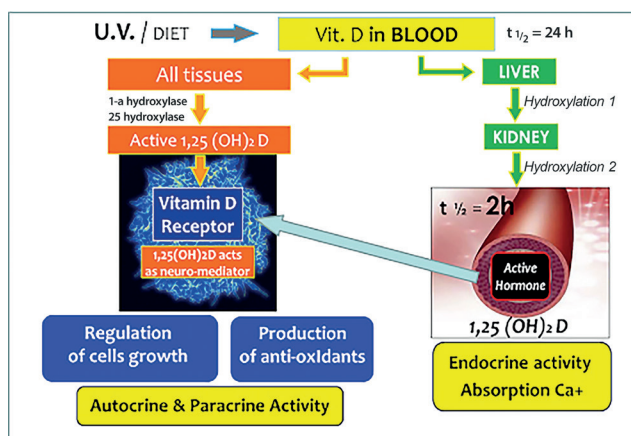 U.V. / DIET
Vit. D in BLOOD
t 1/2 = 24 h
All tissues
LIVER
1-a hydroxylase
25 hydroxylase
Hydroxylation 1
Active 1,25 (OH)2 D
KIDNEY
Hydroxylation 2
Vitamin D
Receptor
1,25(OH)2D acts
as neuro-mediator
t ½ = 2h
Active
Hormone
1,25 (OH)2 D
Regulation
of cells growth
Production
of anti-oxIdants
Autocrine & Paracrine Activity
Endocrine activity
Absorption Ca+